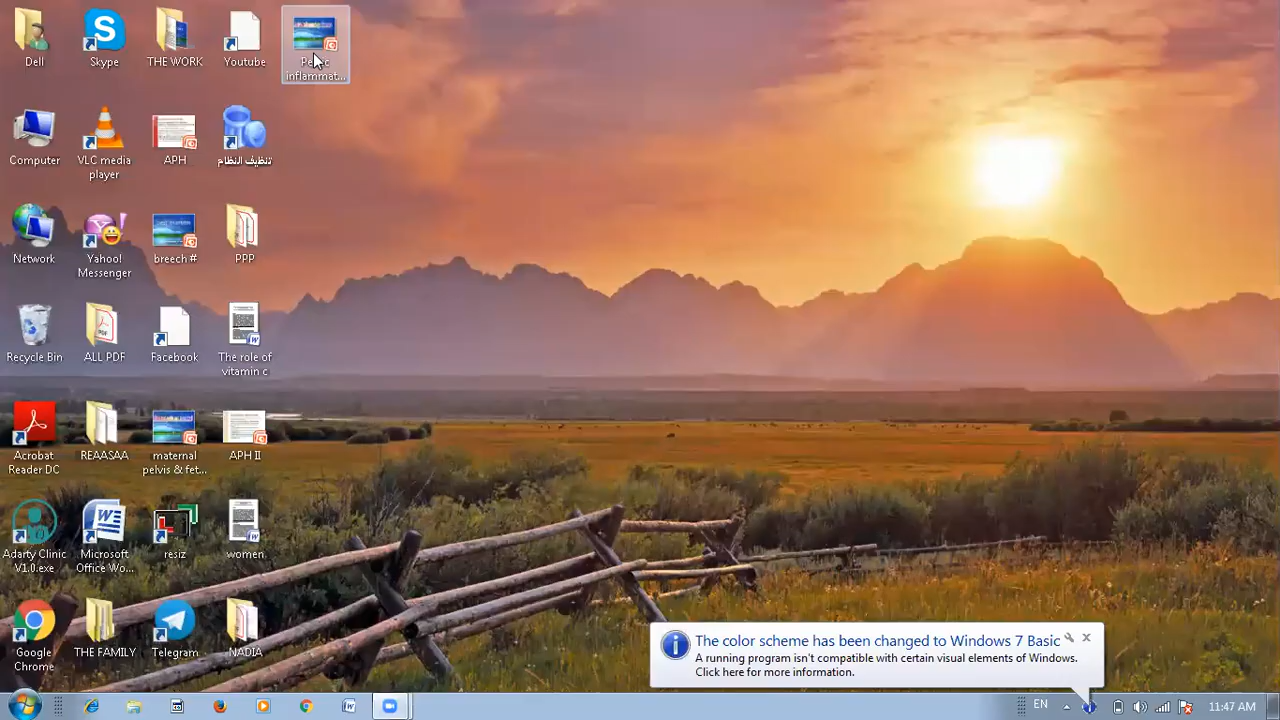 Dell
Skype
THE WORK
Youtube
inflammat...
Computer
VLC media
player
APH
تنظيف النظام
Network
Yahoo!
Messenger
breech #
PPP
Recycle Bin
ALL PDF
Facebook
The role of
vitamin c
Acrobat
Reader DC
REAASAA
maternal
pelvis & fet...
APH II
Adarty Clinic
V1.0.exe
Microsoft
Office Wo...
resiz
women.
Google
Chrome
THE FAMILY
Telegram
NADIA
The color scheme has been changed to Windows 7 Basic
A running program isn't compatible with certain visual elements of Windows.
Click here for more information.
EN
11:47 AM